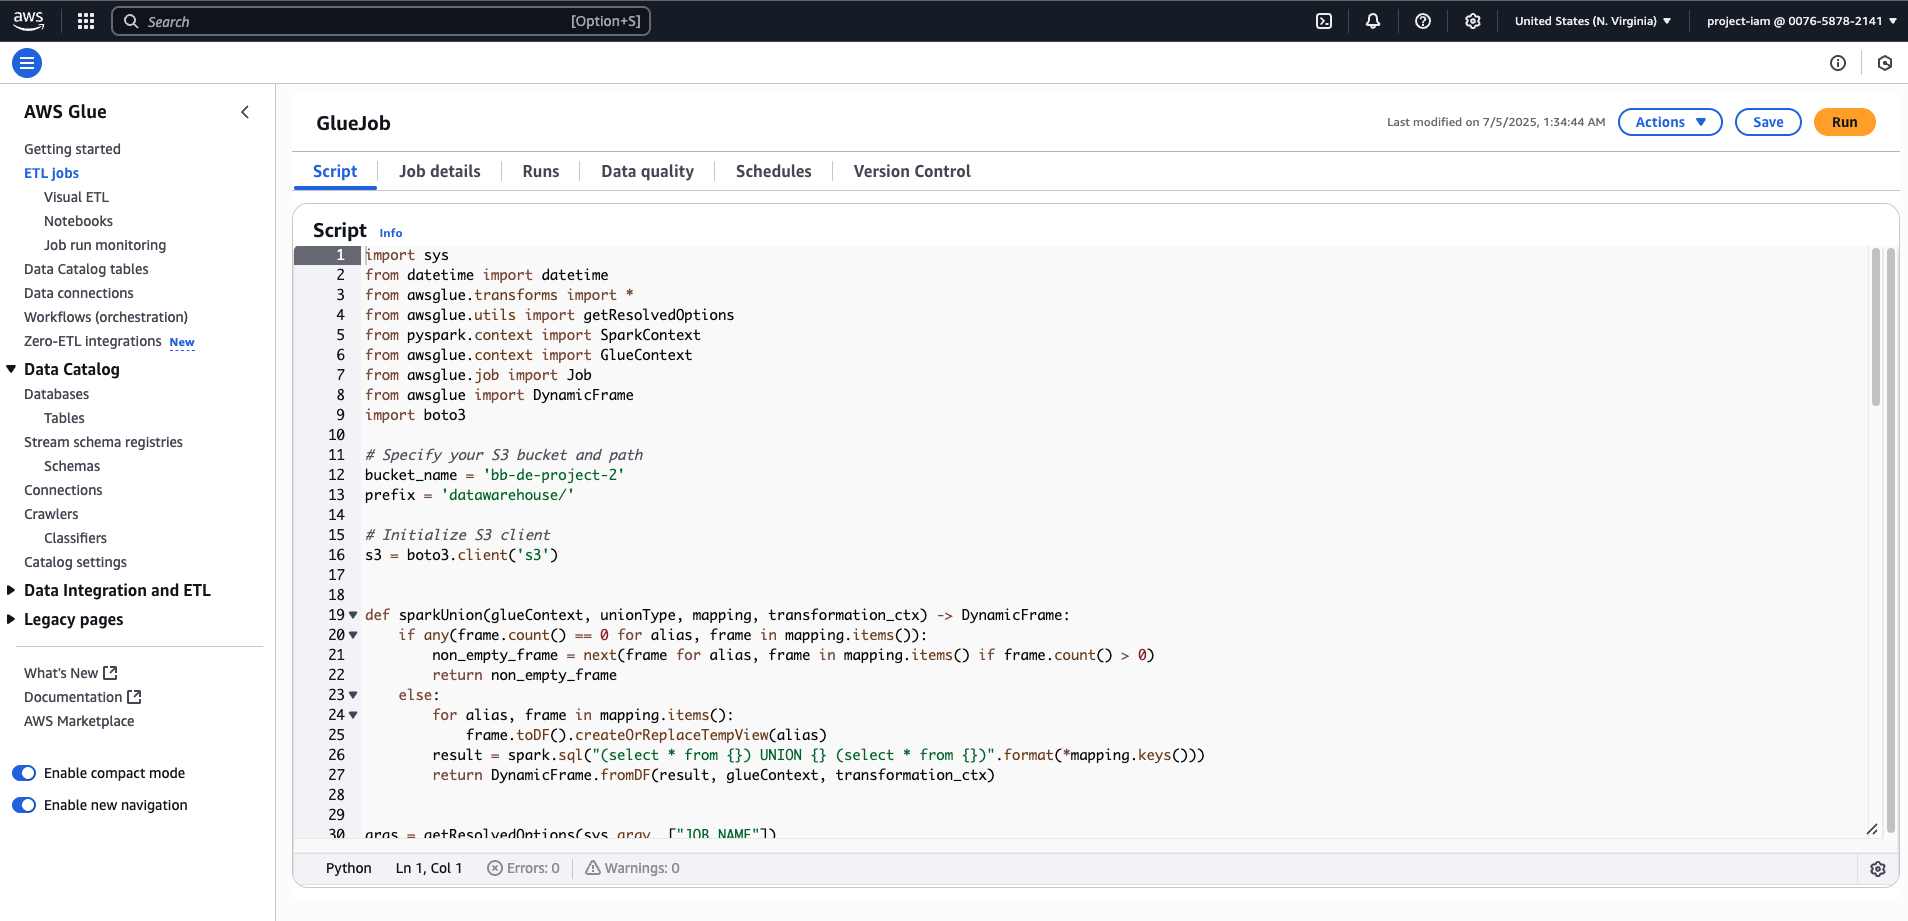 aws
Search
[Option+S]
United States (N. Virginia)
project-iam @ 0076-5878-2141
AWS Glue
Getting started
ETL jobs
Visual ETL
Notebooks
Job run monitoring
Data Catalog tables
Data connections
Workflows (orchestration)
Zero-ETL integrations New
Data Catalog
Databases
Tables
Stream schema registries
Schemas
Connections
Crawlers
Classifiers
Catalog settings
Data Integration and ETL
Legacy pages
What's New
Documentation
AWS Marketplace
Enable compact mode
Enable new navigation
GlueJob
Last modified on 7/5/2025, 1:34:44 AM
Actions
Save
Run
Script
Job details
Runs
Data quality
Schedules
Version Control
Script Info
1 import sys
2 from datetime import datetime
3 from awsglue.transforms import *
4 from awsglue.utils import getResolvedOptions
5 from pyspark.context import SparkContext
6 from awsglue.context import GlueContext
7 from awsglue.job import Job
8 from awsglue import DynamicFrame
9 import boto3
10
11 # Specify your S3 bucket and path
12 bucket_name = 'bb-de-project-2'
13 prefix = 'datawarehouse/'
14
15 # Initialize S3 client
16 s3 = boto3.client('s3')
17
18
19 def sparkUnion(glueContext, unionType, mapping, transformation_ctx) -> DynamicFrame:
20 if any(frame.count() == 0 for alias, frame in mapping.items()):
21 non_empty_frame = next(frame for alias, frame in mapping.items() if frame.count() > 0)
22 return non_empty_frame
23 else:
24 for alias, frame in mapping.items():
25 frame.toDF().createOrReplaceTempView(alias)
26 result = spark.sql("(select * from {}) UNION {} (select * from {})".format(*mapping.keys()))
27 return DynamicFrame.fromDF(result, glueContext, transformation_ctx)
28
29
30 args = getResolvedOptions(sys.argv, ["JOB_NAME"])
Python
Ln 1, Col 1
Errors: 0
Warnings: 0